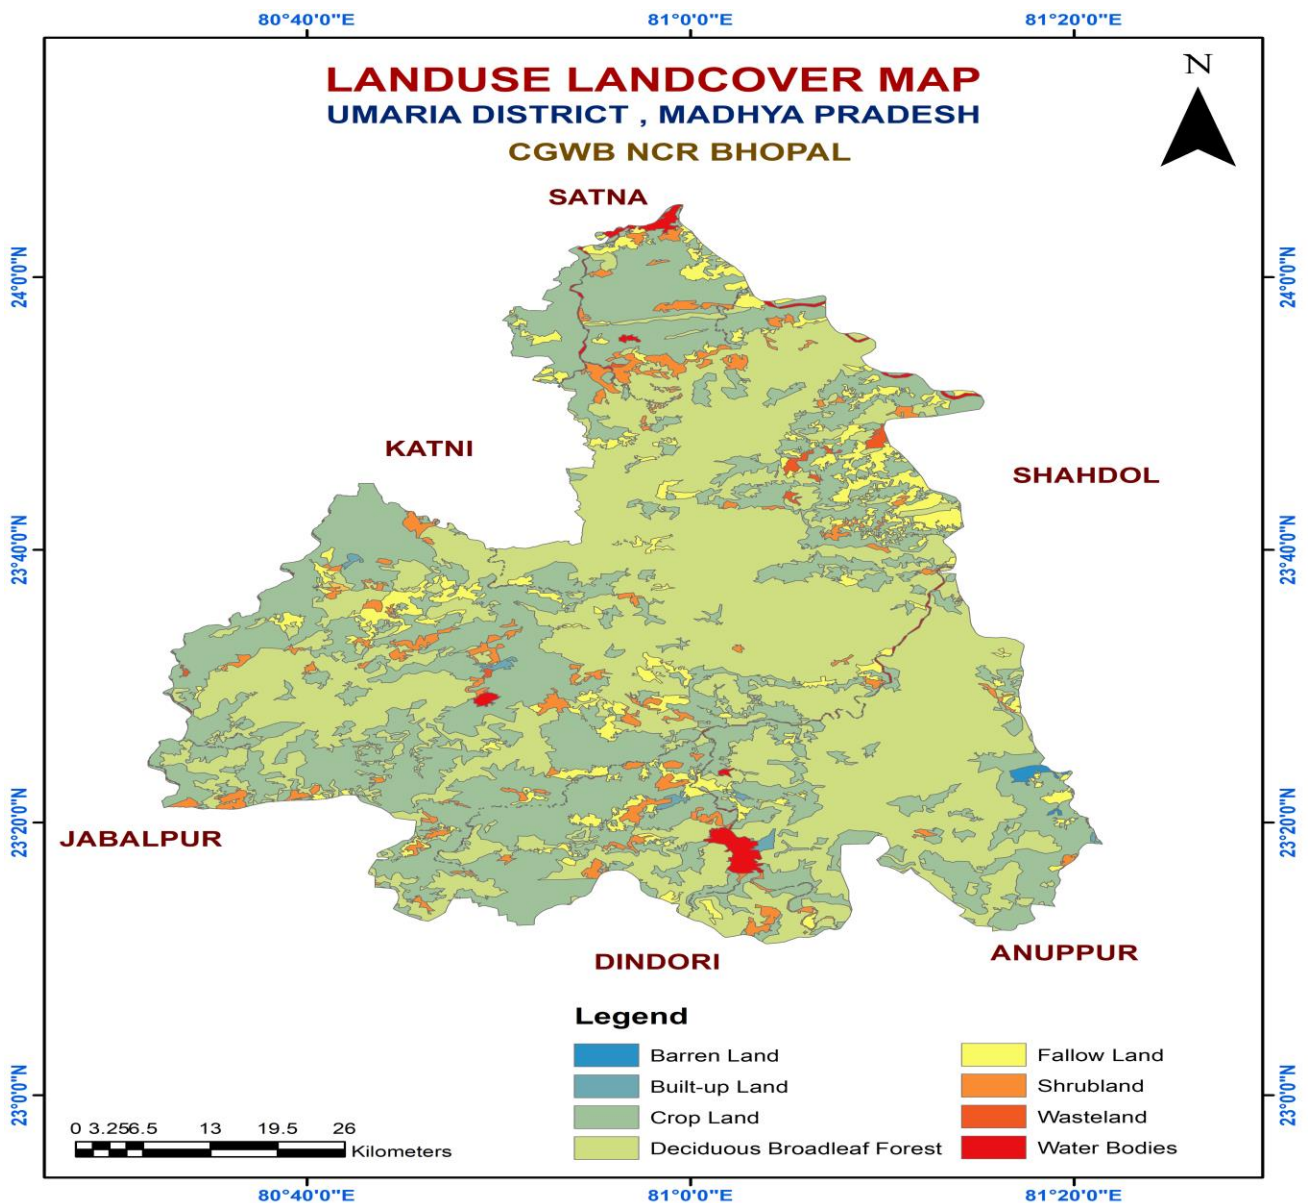 80°40'0"E 81°0'0"E 81°20'0"E
LANDUSE LANDCOVER MAP
UMARIA DISTRICT , MADHYA PRADESH
CGWB NCR BHOPAL
N
SATNA
24°0'0"N 24°0'0"N
KATNI
SHAHDOL
23°40'0"N 23°40'0"N
JABALPUR
23°20'0"N 23°20'0"N
DINDORI
ANUPPUR
Legend
Barren Land
Built-up Land
Crop Land
Deciduous Broadleaf Forest
Fallow Land
Shrubland
Wasteland
Water Bodies
23°0'0"N 23°0'0"N
0 3.25 6.5 13 19.5 26
Kilometers
80°40'0"E 81°0'0"E 81°20'0"E